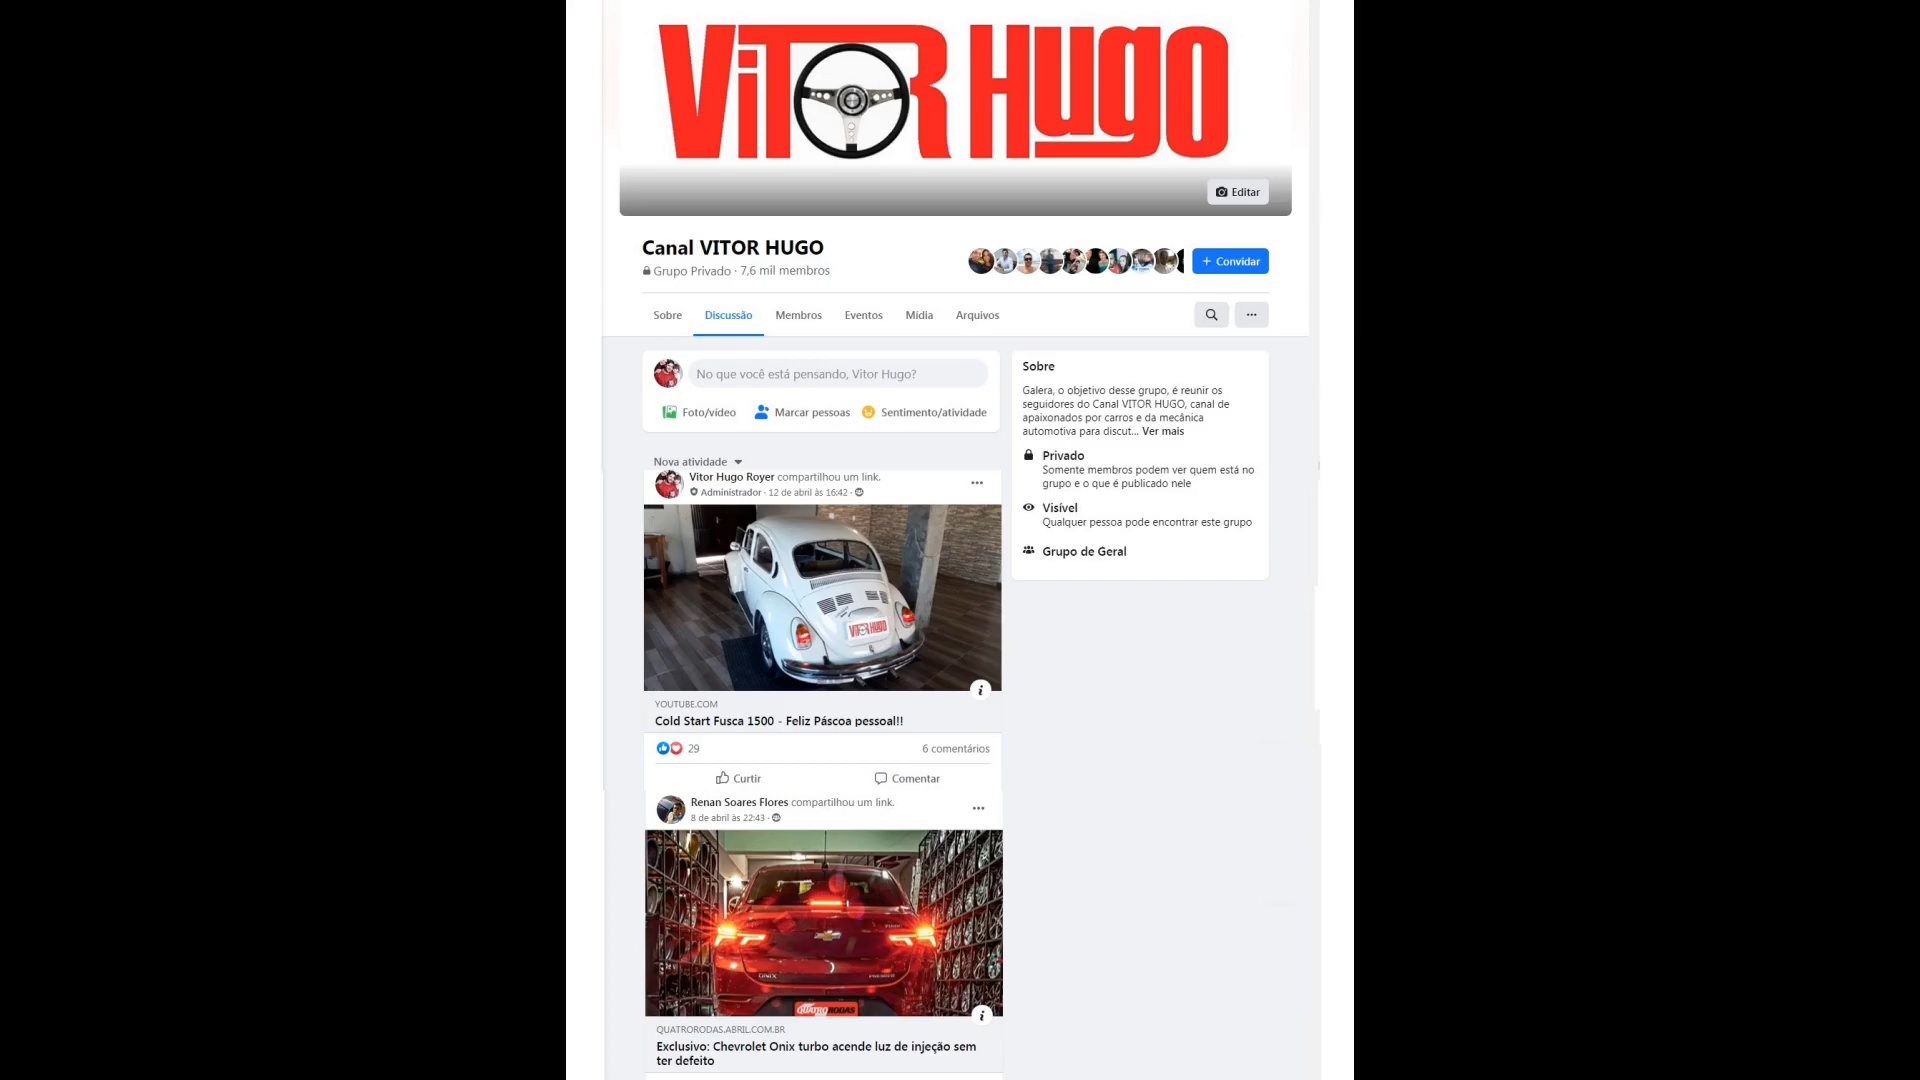 VITOR Hugo
Editar
Canal VITOR HUGO
Grupo Privado · 7,6 mil membros
+ Convidar
Sobre
Discussão
Membros
Eventos
Mídia
Arquivos
No que você está pensando, Vitor Hugo?
Foto/vídeo
Marcar pessoas
Sentimento/atividade
Nova atividade
Vitor Hugo Royer compartilhou um link.
Administrador · 12 de abril às 16:42 ·
VITOR HUGO
YOUTUBE.COM
Cold Start Fusca 1500 - Feliz Páscoa pessoal!!
29
6 comentários
Curtir
Comentar
Renan Soares Flores compartilhou um link.
8 de abril às 22:43 ·
ONIX
QUATRO RODAS
QUATRORODAS.ABRIL.COM.BR
Exclusivo: Chevrolet Onix turbo acende luz de injeção sem
ter defeito
Sobre
Galera, o objetivo desse grupo, é reunir os
seguidores do Canal VITOR HUGO, canal de
apaixonados por carros e da mecânica
automotiva para discut... Ver mais
Privado
Somente membros podem ver quem está no
grupo e o que é publicado nele
Visível
Qualquer pessoa pode encontrar este grupo
Grupo de Geral